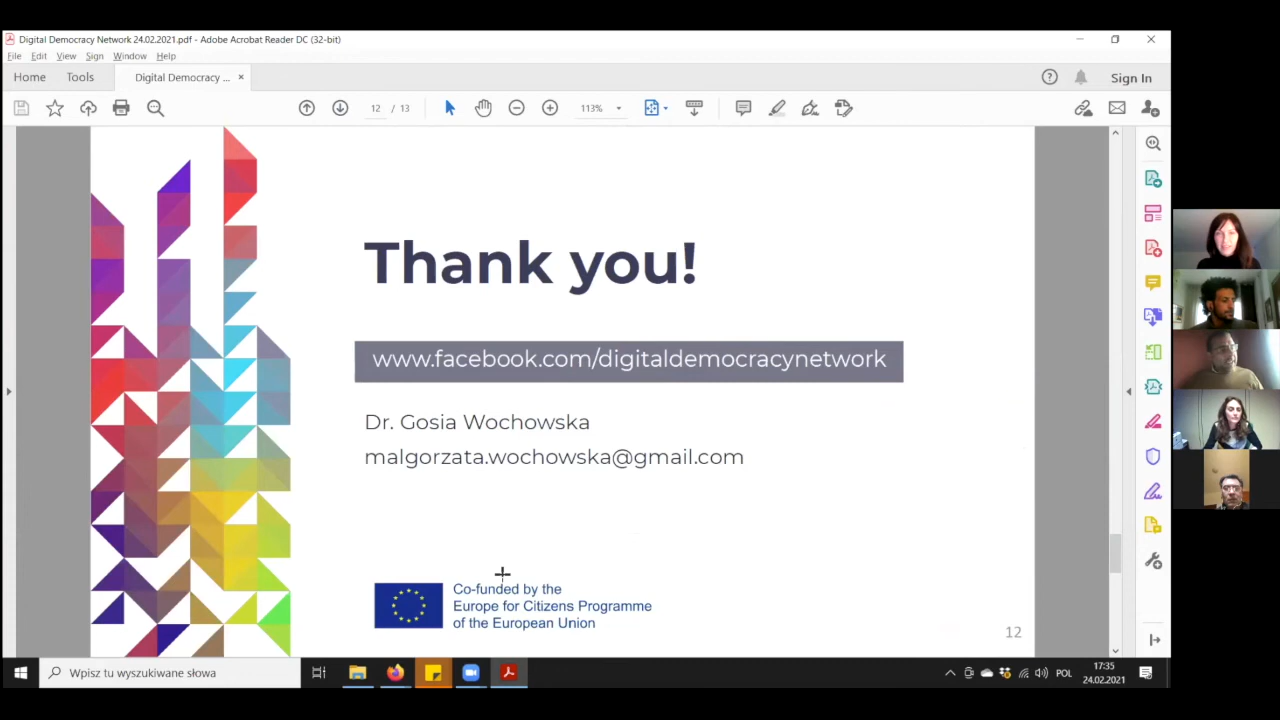 Digital Democracy Network 24.02.2021.pdf - Adobe Acrobat Reader DC (32-bit)
File Edit View Sign Window Help
Home Tools Digital Democracy ... × Sign In
12 / 13 113%
Thank you!
www.facebook.com/digitaldemocracynetwork
Dr. Gosia Wochowska
malgorzata.wochowska@gmail.com
Co-funded by the
Europe for Citizens Programme
of the European Union
12
Wpisz tu wyszukiwane słowa
POL
17:35
24.02.2021